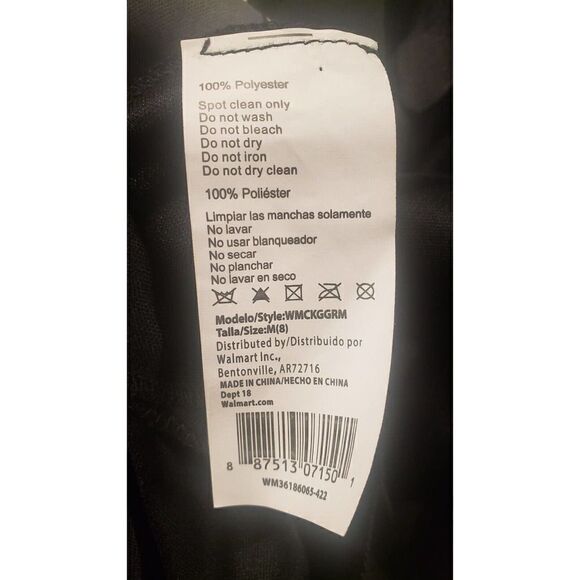 100% Polyester
Spot clean only
Do not wash
Do not bleach
Do not dry
Do not iron
Do not dry clean
100% Poliéster
Limpiar las manchas solamente
No lavar
No usar blanqueador
No secar
No planchar
No lavar en seco
Modelo/Style:WMCKGGRM
Talla/Size:M(8)
Distributed by/Distribuido por
Walmart Inc.,
Bentonville, AR72716
MADE IN CHINA/HECHO EN CHINA
Dept 18
Walmart.com
8 87513 07150 1
WM36186065-422